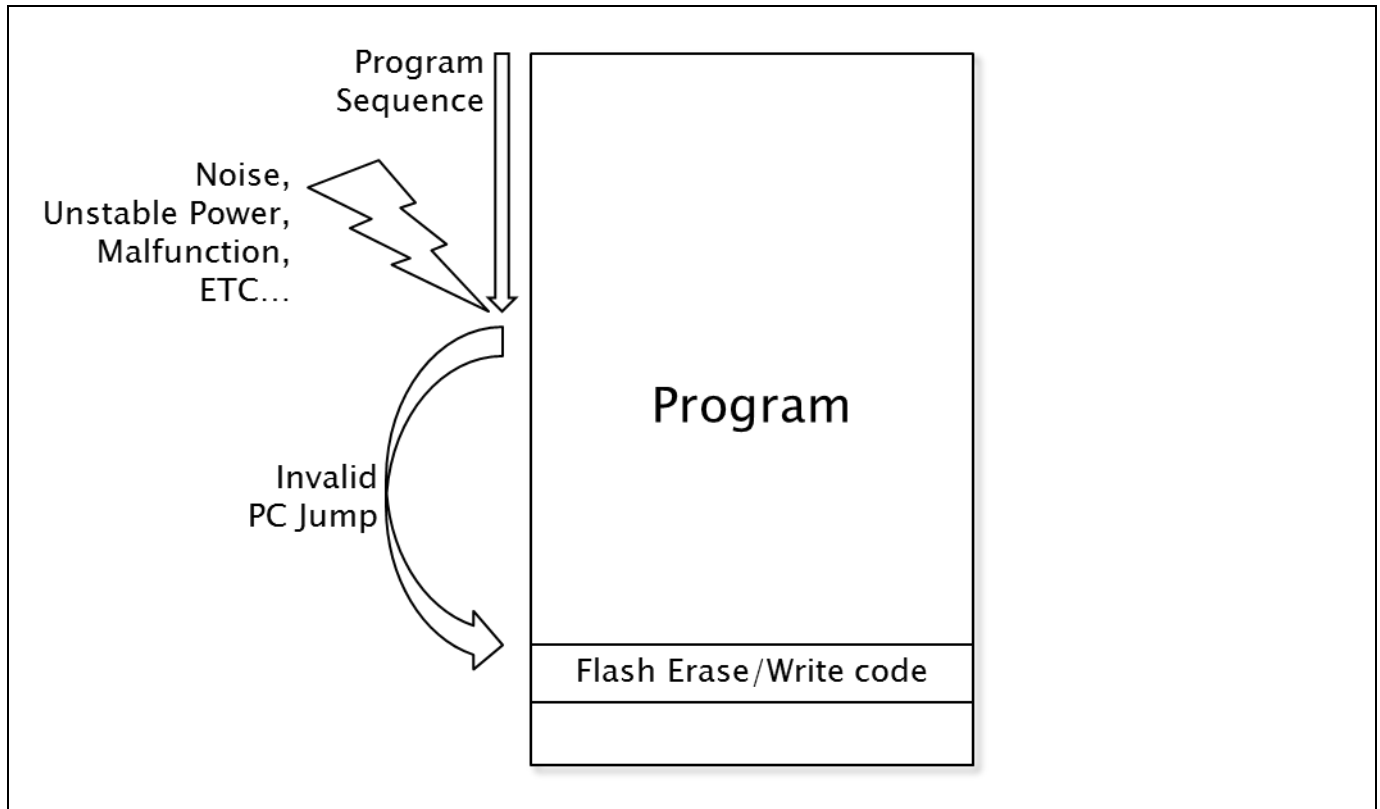 Program
Sequence
Noise,
Unstable Power,
Malfunction,
ETC...
Program
Invalid
PC Jump
Flash Erase/Write code